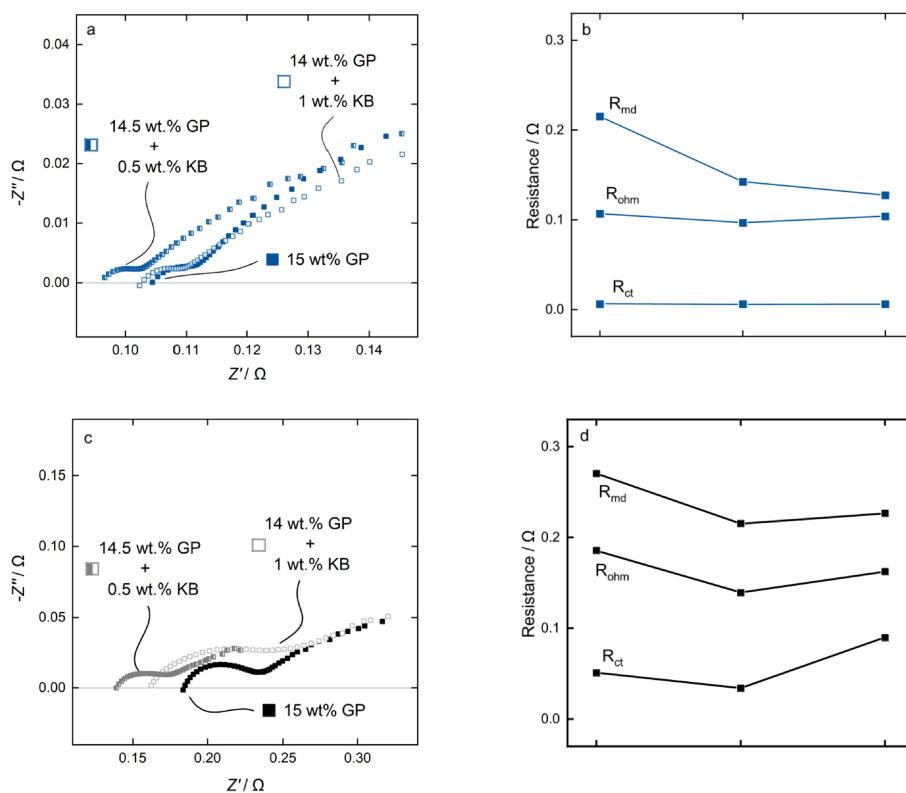 a
0.04
0.03
0.02
0.01
0.00
-Z″/ Ω
14 wt.% GP
+
1 wt.% KB
14.5 wt.% GP
+
0.5 wt.% KB
15 wt% GP
0.10
0.11
0.12
0.13
0.14
Z′/ Ω
b
0.3
0.2
0.1
0.0
Resistance / Ω
Rmd
Rohm
Rct
c
0.15
0.10
0.05
0.00
-Z″/ Ω
14 wt.% GP
+
1 wt.% KB
14.5 wt.% GP
+
0.5 wt.% KB
15 wt% GP
0.15
0.20
0.25
0.30
Z′/ Ω
d
0.3
0.2
0.1
0.0
Resistance / Ω
Rmd
Rohm
Rct